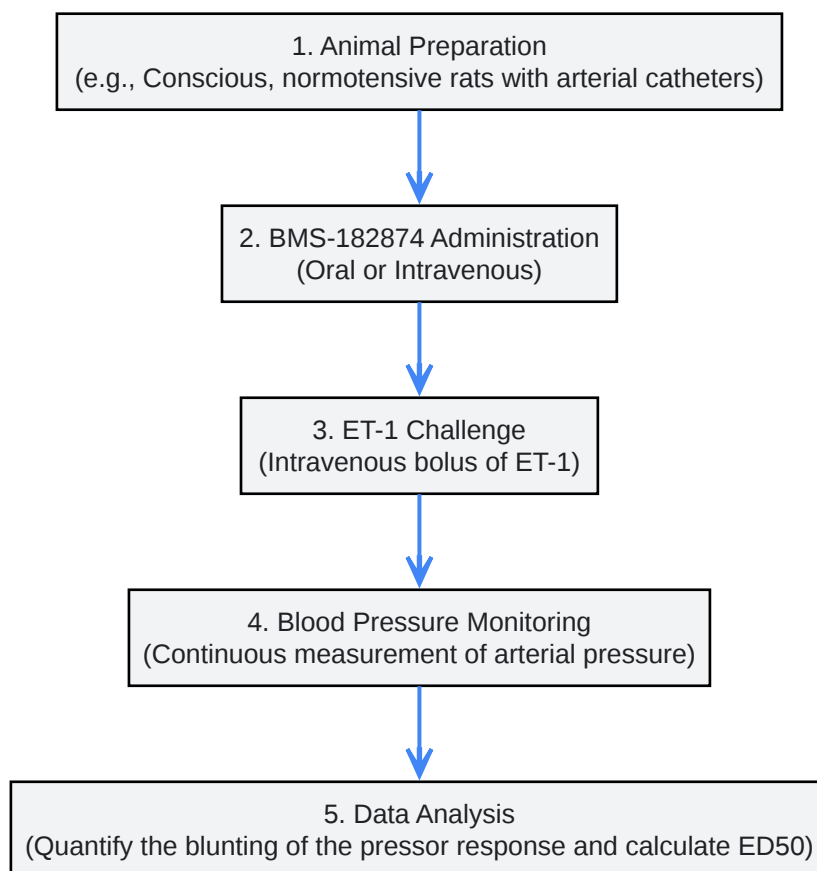 1. Animal Preparation
(e.g., Conscious, normotensive rats with arterial catheters)
2. BMS-182874 Administration
(Oral or Intravenous)
3. ET-1 Challenge
(Intravenous bolus of ET-1)
4. Blood Pressure Monitoring
(Continuous measurement of arterial pressure)
5. Data Analysis
(Quantify the blunting of the pressor response and calculate ED50)